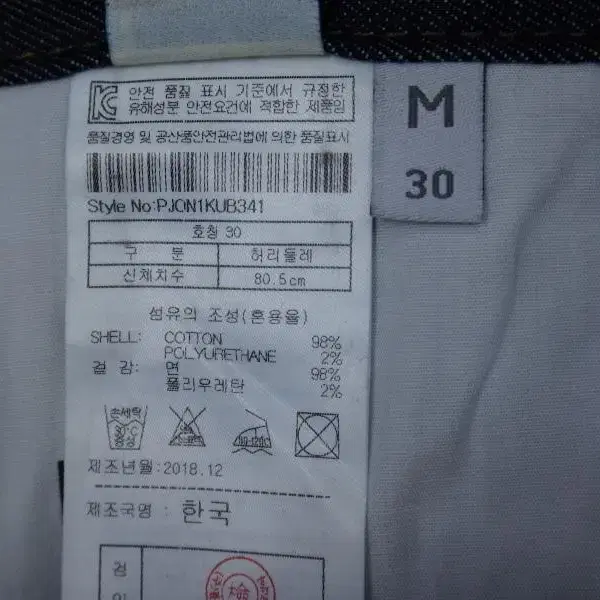 안전 품질 표시 기준에서 규정한
유해성분 안전요건에 적합한 제품임
품질경영 및 공산품안전관리법에 의한 품질표시
Style No:PJON1KUB341
호칭 30
구 분 허리둘레
신체치수 80.5cm
섬유의 조성(혼용율)
SHELL: COTTON 98%
POLYURETHANE 2%
겉 감: 면 98%
폴리우레탄 2%
손세탁
30°C
중성
제조년월:2018.12
제조국명 : 한국
검
M
30